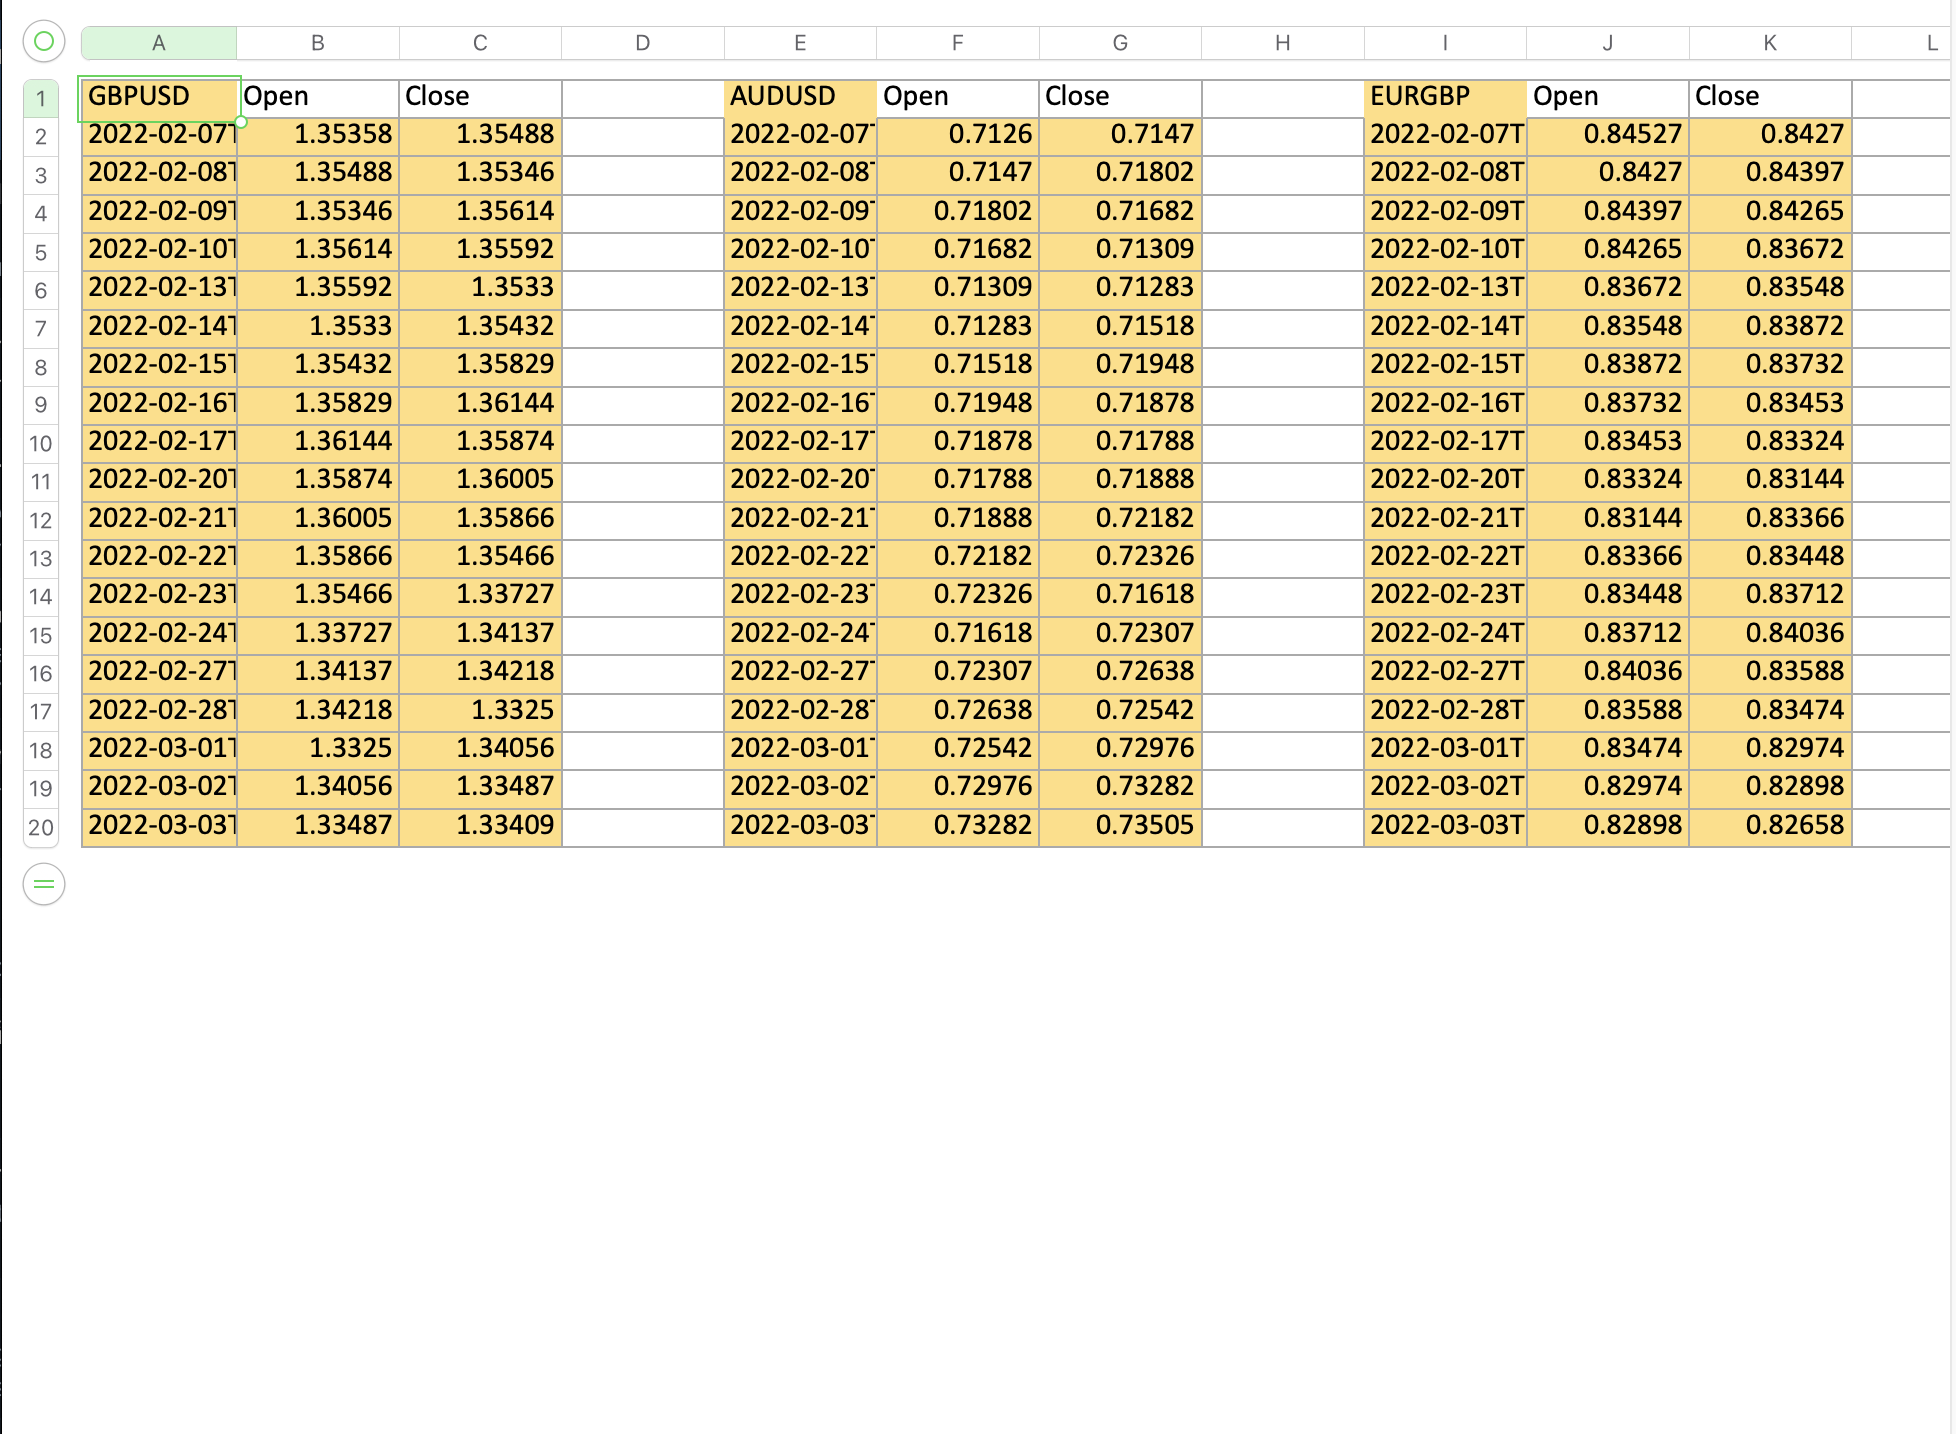 A B C D E F G H I J K L
1 GBPUSD Open Close AUDUSD Open Close EURGBP Open Close
2 2022-02-07T 1.35358 1.35488 2022-02-07T 0.7126 0.7147 2022-02-07T 0.84527 0.8427
3 2022-02-08T 1.35488 1.35346 2022-02-08T 0.7147 0.71802 2022-02-08T 0.8427 0.84397
4 2022-02-09T 1.35346 1.35614 2022-02-09T 0.71802 0.71682 2022-02-09T 0.84397 0.84265
5 2022-02-10T 1.35614 1.35592 2022-02-10T 0.71682 0.71309 2022-02-10T 0.84265 0.83672
6 2022-02-13T 1.35592 1.3533 2022-02-13T 0.71309 0.71283 2022-02-13T 0.83672 0.83548
7 2022-02-14T 1.3533 1.35432 2022-02-14T 0.71283 0.71518 2022-02-14T 0.83548 0.83872
8 2022-02-15T 1.35432 1.35829 2022-02-15T 0.71518 0.71948 2022-02-15T 0.83872 0.83732
9 2022-02-16T 1.35829 1.36144 2022-02-16T 0.71948 0.71878 2022-02-16T 0.83732 0.83453
10 2022-02-17T 1.36144 1.35874 2022-02-17T 0.71878 0.71788 2022-02-17T 0.83453 0.83324
11 2022-02-20T 1.35874 1.36005 2022-02-20T 0.71788 0.71888 2022-02-20T 0.83324 0.83144
12 2022-02-21T 1.36005 1.35866 2022-02-21T 0.71888 0.72182 2022-02-21T 0.83144 0.83366
13 2022-02-22T 1.35866 1.35466 2022-02-22T 0.72182 0.72326 2022-02-22T 0.83366 0.83448
14 2022-02-23T 1.35466 1.33727 2022-02-23T 0.72326 0.71618 2022-02-23T 0.83448 0.83712
15 2022-02-24T 1.33727 1.34137 2022-02-24T 0.71618 0.72307 2022-02-24T 0.83712 0.84036
16 2022-02-27T 1.34137 1.34218 2022-02-27T 0.72307 0.72638 2022-02-27T 0.84036 0.83588
17 2022-02-28T 1.34218 1.3325 2022-02-28T 0.72638 0.72542 2022-02-28T 0.83588 0.83474
18 2022-03-01T 1.3325 1.34056 2022-03-01T 0.72542 0.72976 2022-03-01T 0.83474 0.82974
19 2022-03-02T 1.34056 1.33487 2022-03-02T 0.72976 0.73282 2022-03-02T 0.82974 0.82898
20 2022-03-03T 1.33487 1.33409 2022-03-03T 0.73282 0.73505 2022-03-03T 0.82898 0.82658